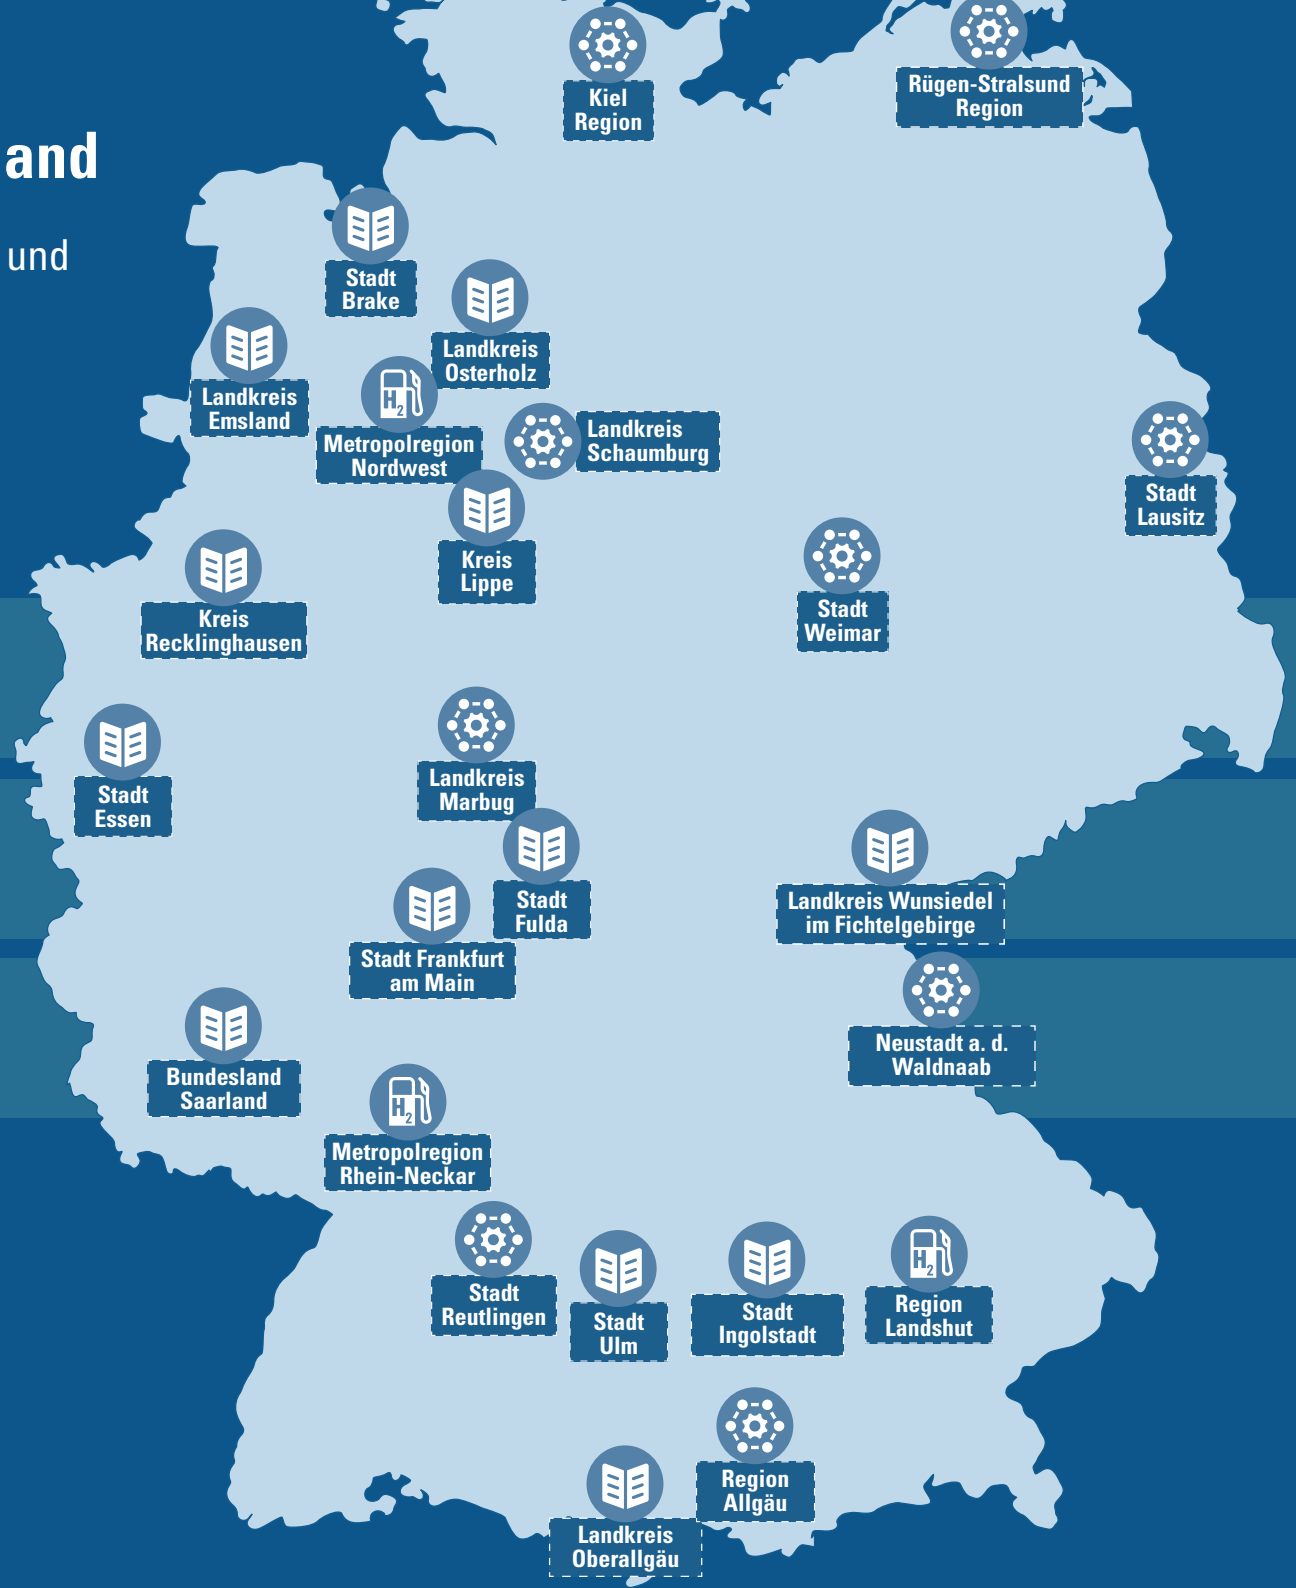 Kiel
Region
Rügen-Stralsund
Region
and
und
Stadt
Brake
Landkreis
Osterholz
Landkreis
Emsland
H2
Metropolregion
Nordwest
Landkreis
Schaumburg
Stadt
Lausitz
Kreis
Lippe
Stadt
Weimar
Kreis
Recklinghausen
Landkreis
Marbug
Stadt
Essen
Stadt
Fulda
Landkreis Wunsiedel
im Fichtelgebirge
Stadt Frankfurt
am Main
Neustadt a. d.
Waldnaab
Bundesland
Saarland
H2
Metropolregion
Rhein-Neckar
Stadt
Reutlingen
Stadt
Ulm
Stadt
Ingolstadt
H2
Region
Landshut
Region
Allgäu
Landkreis
Oberallgäu